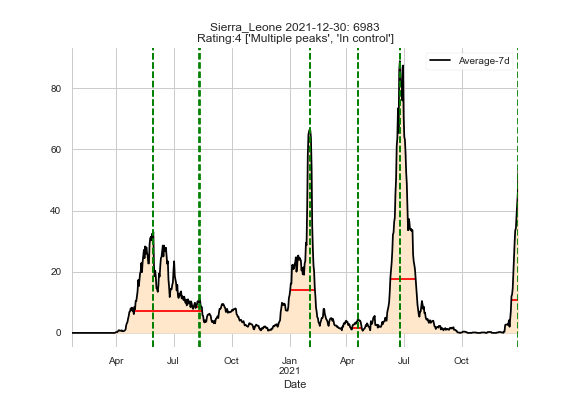 Sierra_Leone 2021-12-30: 6983
Rating:4 ['Multiple peaks', 'In control']
Average-7d
80
60
40
20
0
Apr Jul Oct Jan Apr Jul Oct
2021
Date